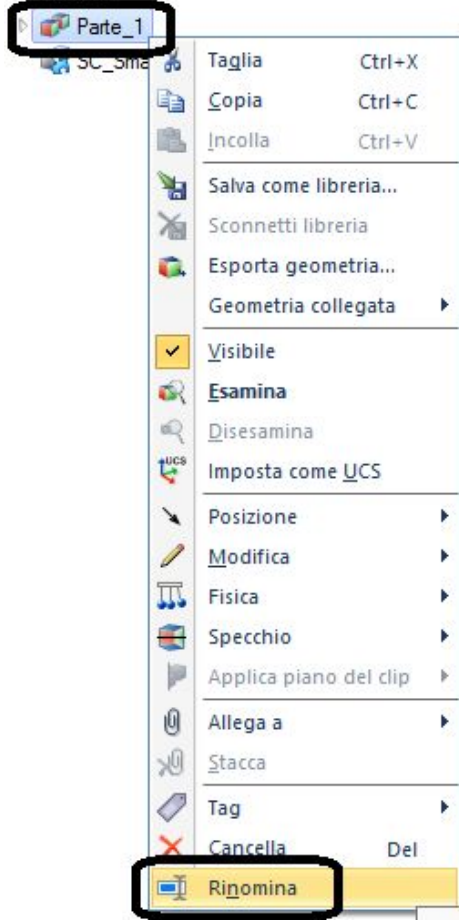 Parte_1
SC_Sma
Taglia Ctrl+X
Copia Ctrl+C
Incolla Ctrl+V
Salva come libreria...
Sconnetti libreria
Esporta geometria...
Geometria collegata
Visibile
Esamina
Disesamina
UCS
Imposta come UCS
Posizione
Modifica
Fisica
Specchio
Applica piano del clip
Allega a
Stacca
Tag
Cancella Del
Rinomina